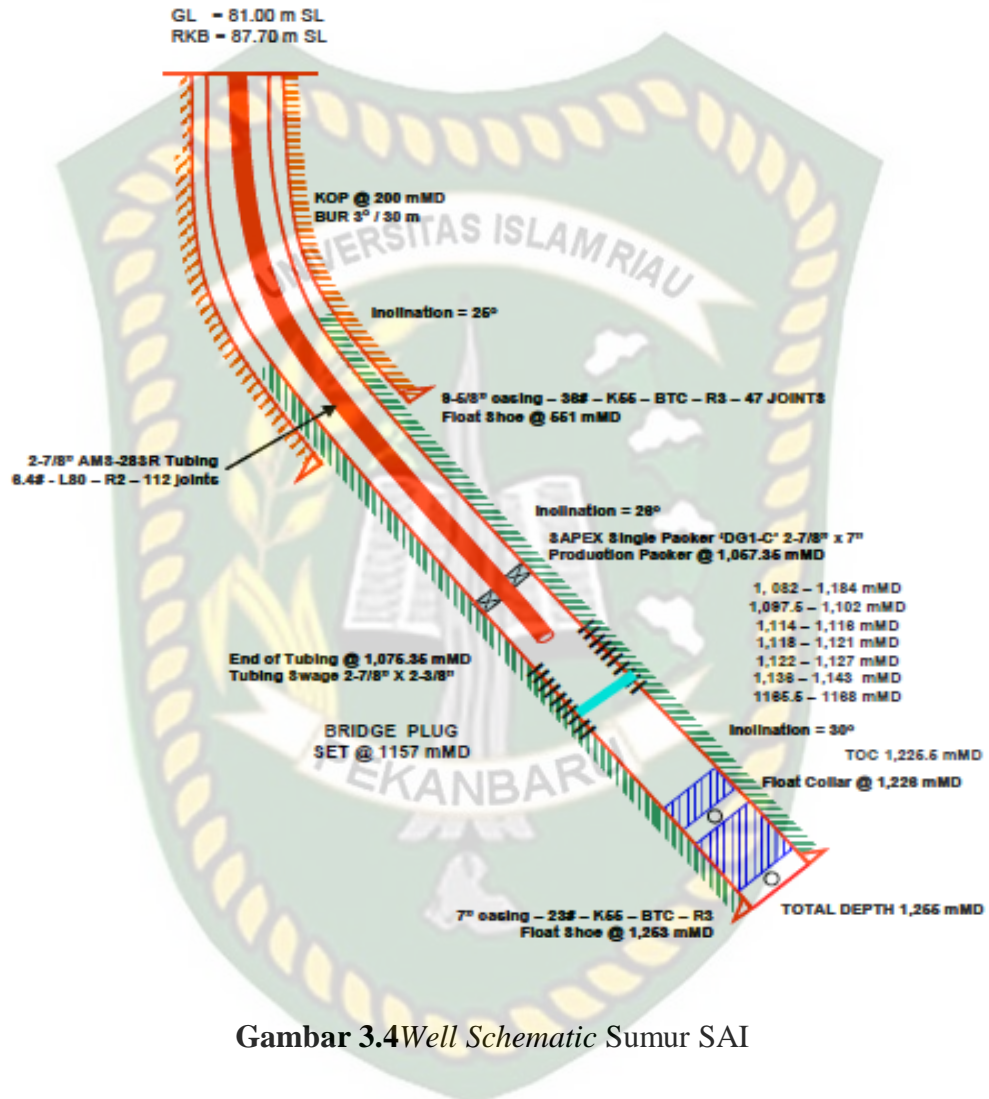 GL = 81.00 m SL
RKB = 87.70 m SL
KOP @ 200 mMD
BUR 3⁰ / 30 m
UNIVERSITAS ISLAM RIAU
Inclination = 25⁰
9-5/8" casing – 36# – K55 – BTC – R3 – 47 JOINTS
Float Shoe @ 551 mMD
2-7/8" AMS-28SR Tubing
6.4# - L80 – R2 – 112 joints
Inclination = 26⁰
SAPEX Single Packer 'DG1-C' 2-7/8" x 7"
Production Packer @ 1,057.35 mMD
1, 082 – 1,184 mMD
1,097.5 – 1,102 mMD
1,114 – 1,116 mMD
1,118 – 1,121 mMD
1,122 – 1,127 mMD
1,136 – 1,143 mMD
1165.5 – 1168 mMD
End of Tubing @ 1,075.35 mMD
Tubing Swage 2-7/8" X 2-3/8"
BRIDGE PLUG
SET @ 1157 mMD
Inclination = 30⁰
TOC 1,225.5 mMD
PEKANBARU
Float Collar @ 1,226 mMD
7" casing – 23# – K55 – BTC – R3
Float Shoe @ 1,253 mMD
TOTAL DEPTH 1,255 mMD
Gambar 3.4 Well Schematic Sumur SAI